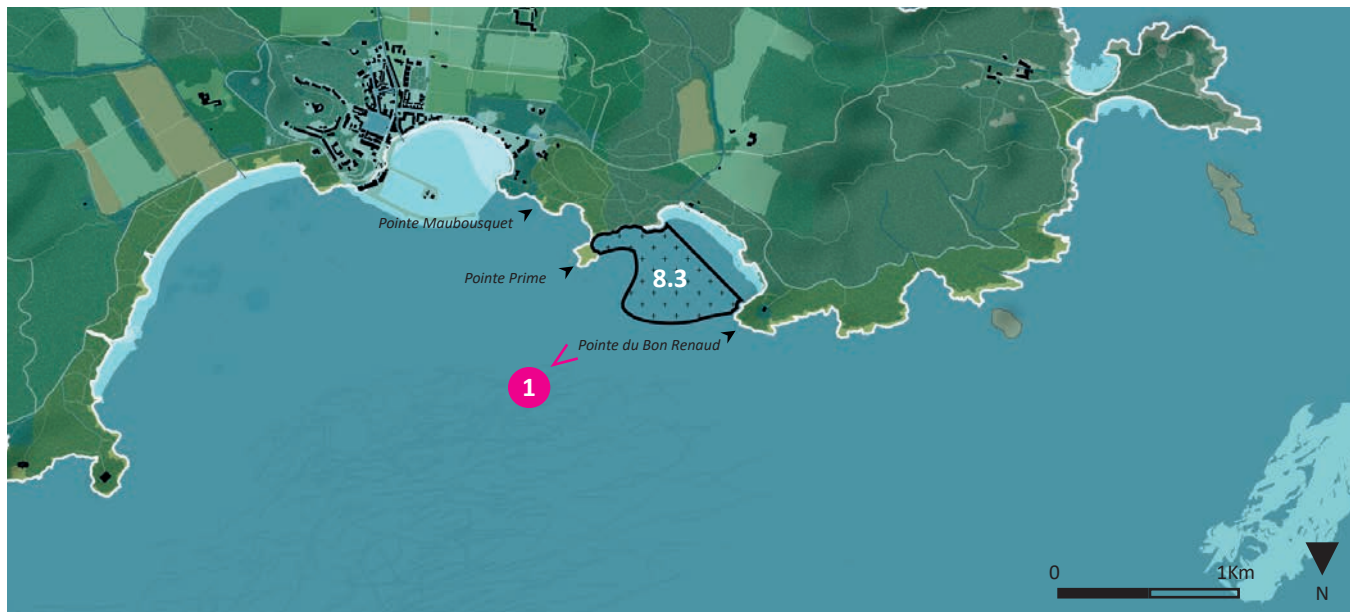 Pointe Maubousquet
Pointe Prime
8.3
Pointe du Bon Renaud
1
0
1Km
N